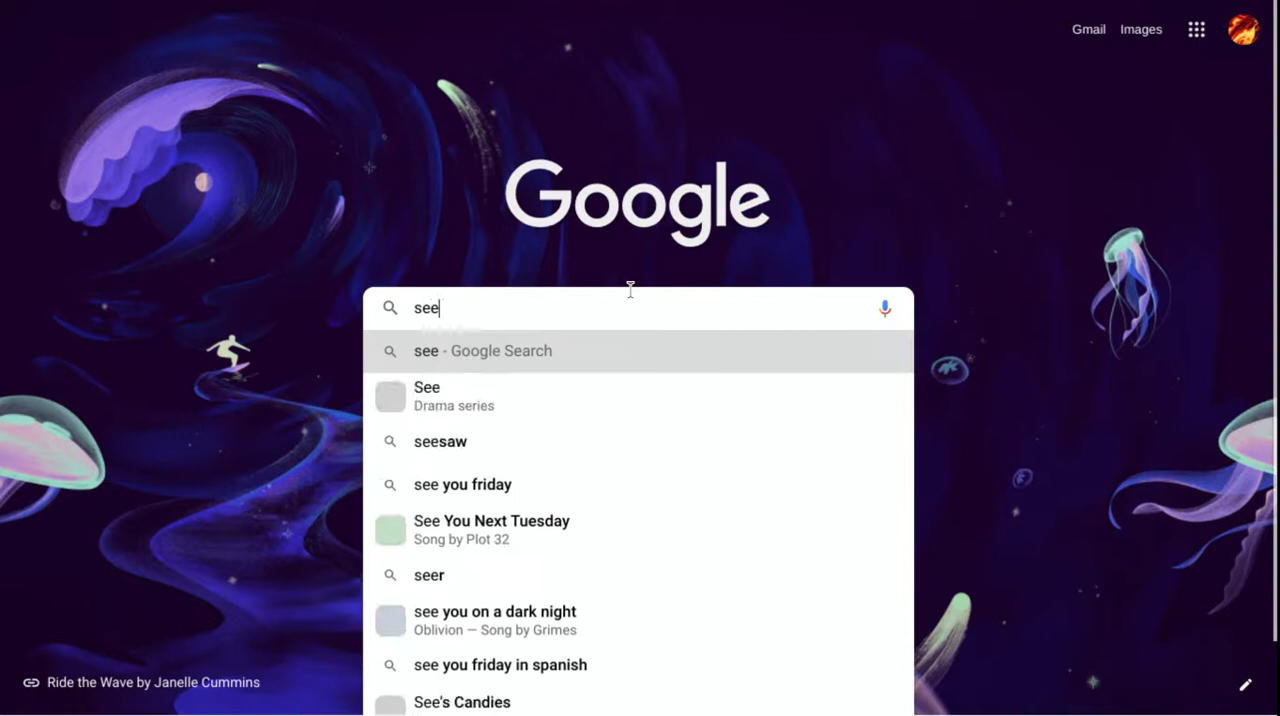 Gmail Images
Google
see
see - Google Search
See
Drama series
seesaw
see you friday
See You Next Tuesday
Song by Plot 32
seer
see you on a dark night
Oblivion — Song by Grimes
see you friday in spanish
See's Candies
Ride the Wave by Janelle Cummins